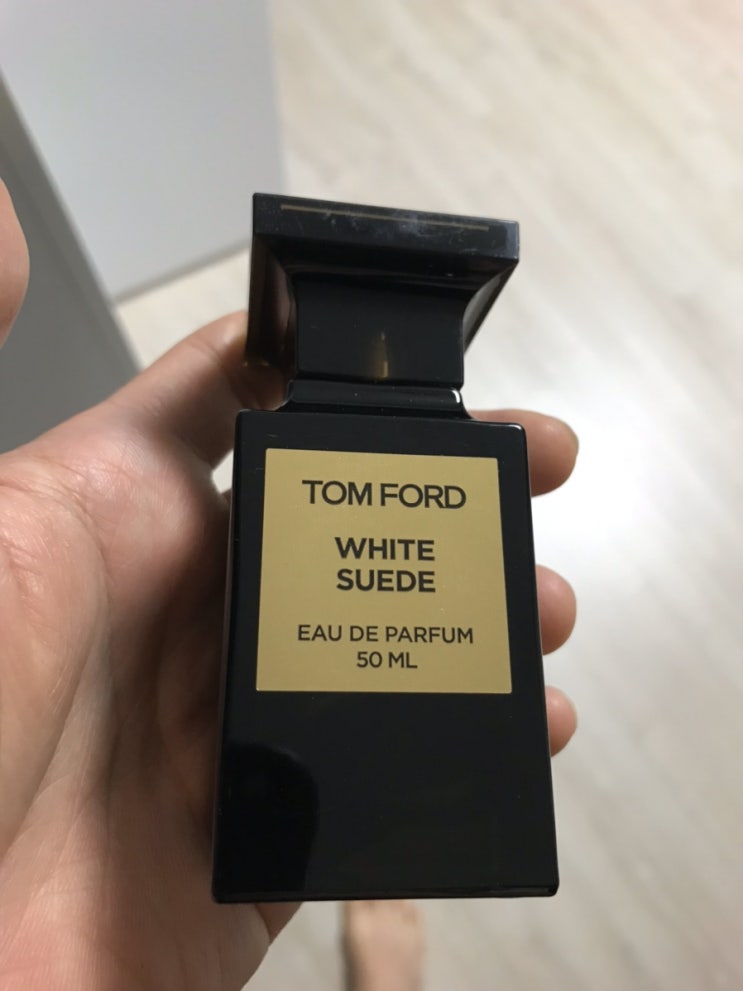 TOM FORD
WHITE
SUEDE
EAU DE PARFUM
50 ML